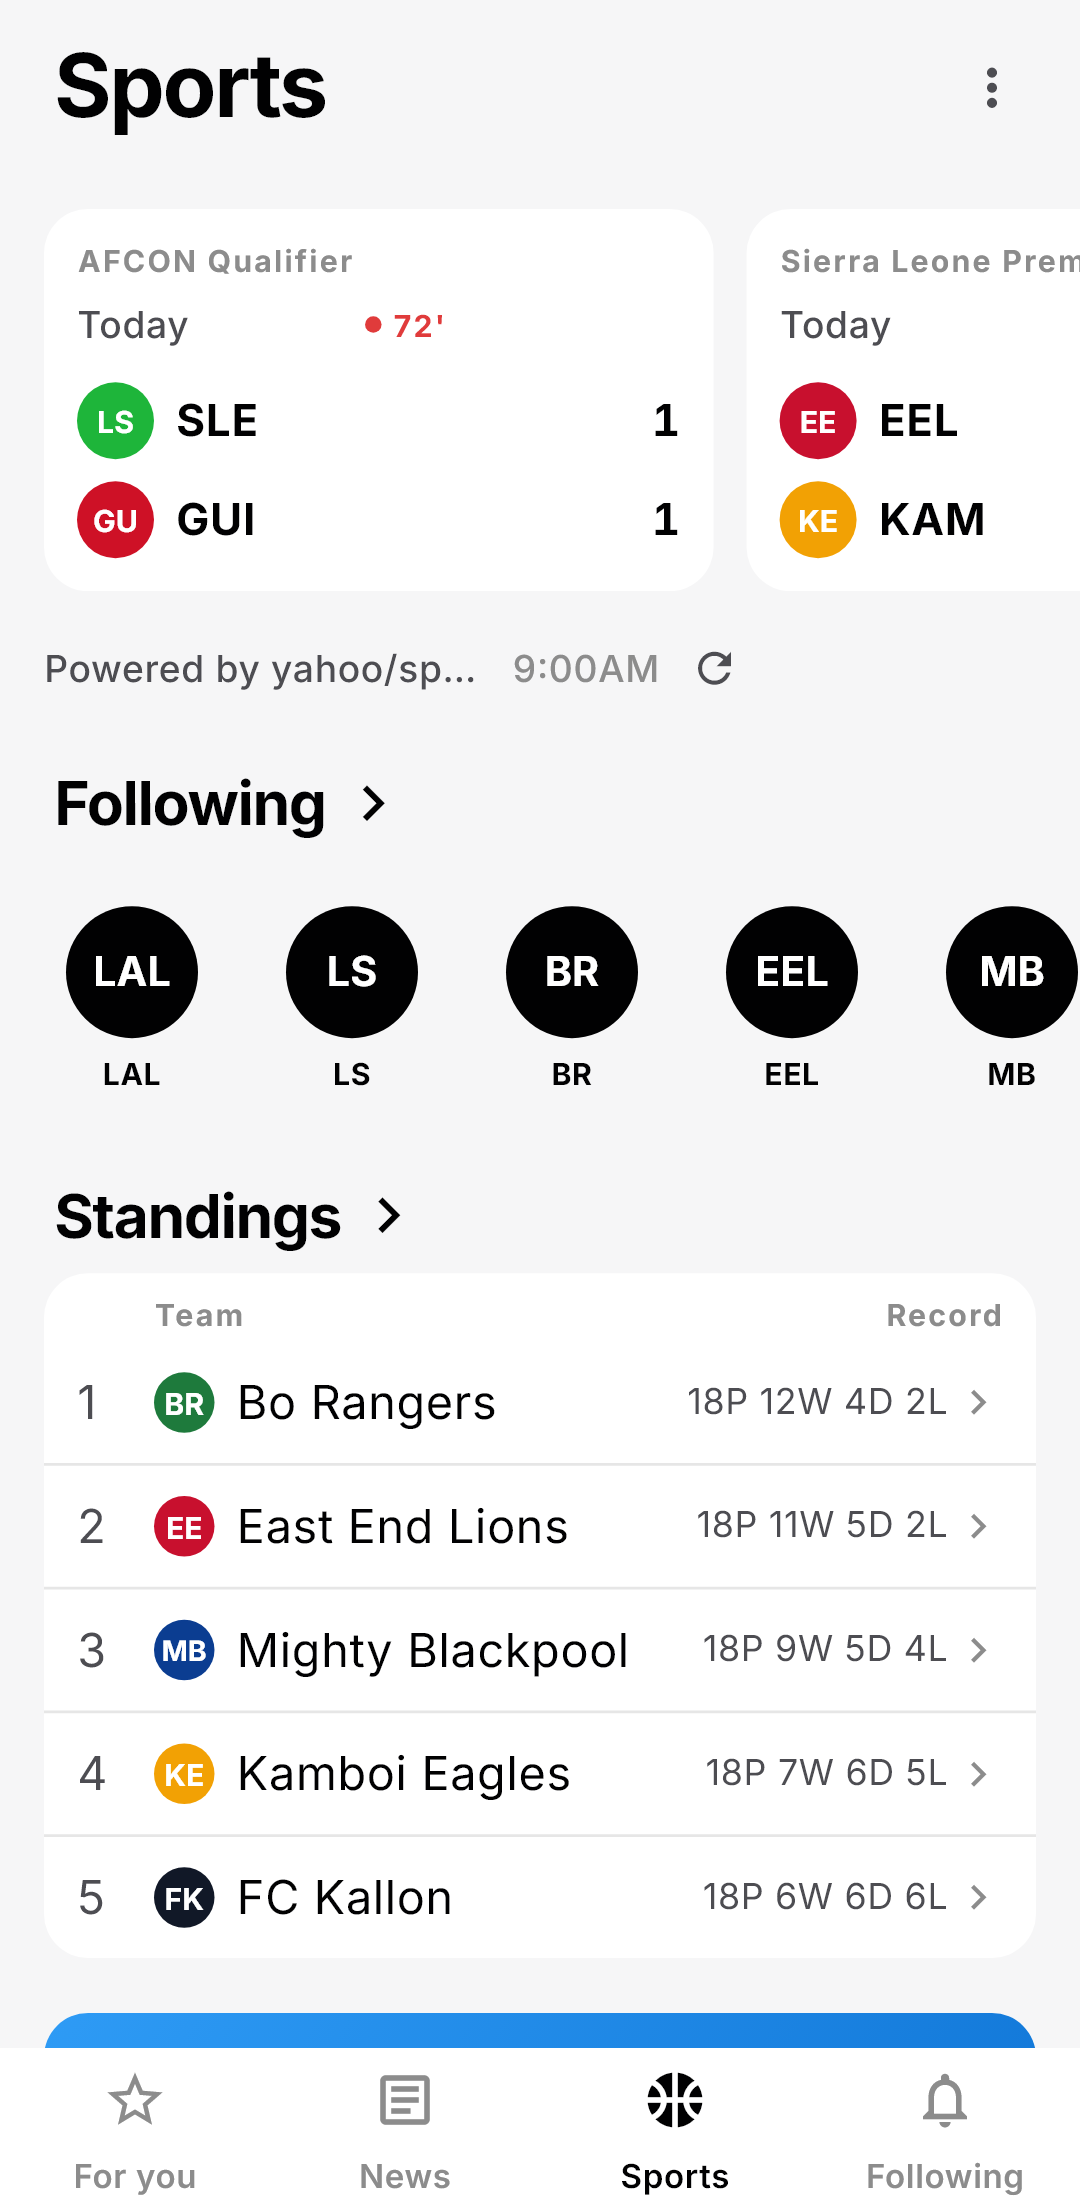 Sports
AFCON Qualifier
Today 72'
LS SLE 1
GU GUI 1
Sierra Leone Prem
Today
EE EEL
KE KAM
Powered by yahoo/sp... 9:00AM
Following
LAL LS BR EEL MB
LAL LS BR EEL MB
Standings
Team Record
1 BR Bo Rangers 18P 12W 4D 2L
2 EE East End Lions 18P 11W 5D 2L
3 MB Mighty Blackpool 18P 9W 5D 4L
4 KE Kamboi Eagles 18P 7W 6D 5L
5 FK FC Kallon 18P 6W 6D 6L
For you News Sports Following